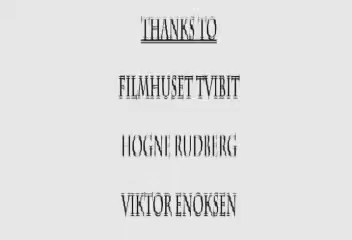 THANKS TO
FILMHUSET TVIBIT
HOGNE RUDBERG
VIKTOR ENOKSEN